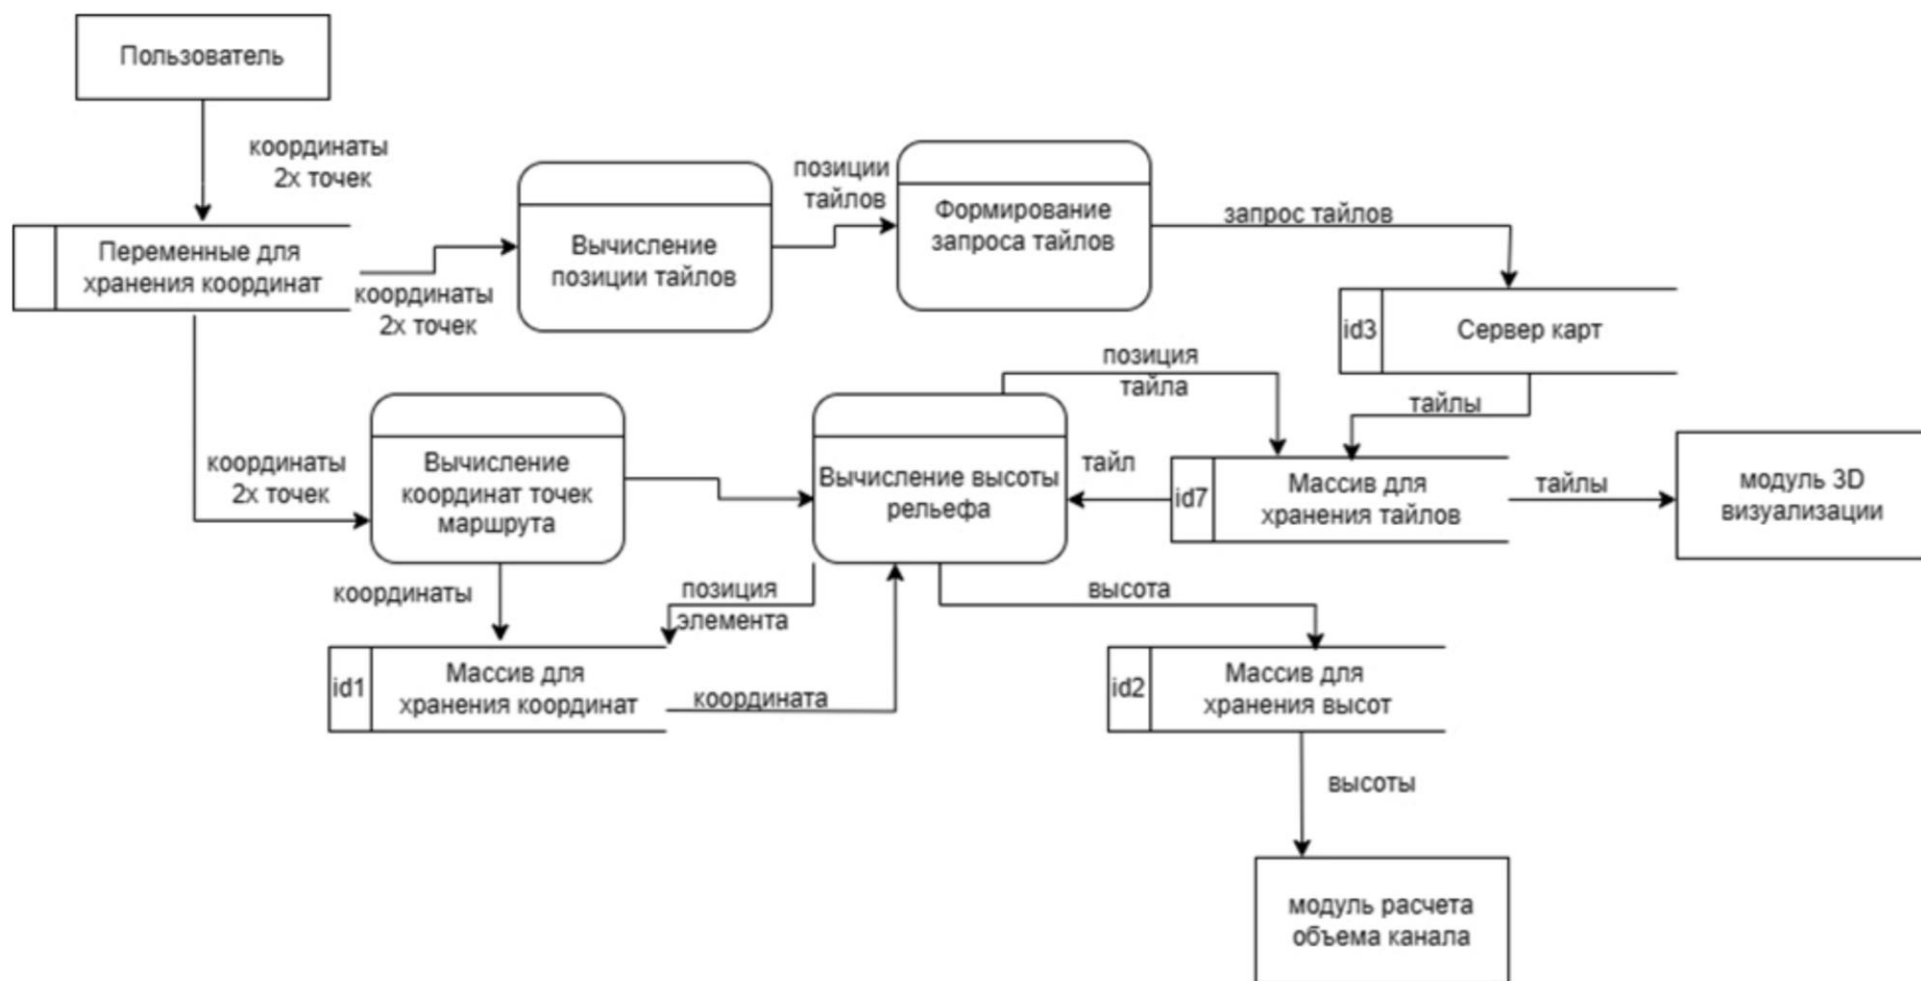 Пользователь
координаты
2х точек
Переменные для
хранения координат
координаты
2х точек
Вычисление
позиции тайлов
позиции
тайлов
Формирование
запроса тайлов
запрос тайлов
id3
Сервер карт
тайлы
координаты
2х точек
Вычисление
координат точек
маршрута
Вычисление высоты
рельефа
позиция
тайла
тайл
id7
Массив для
хранения тайлов
тайлы
модуль 3D
визуализации
координаты
позиция
элемента
высота
id1
Массив для
хранения координат
координата
id2
Массив для
хранения высот
высоты
модуль расчета
объема канала